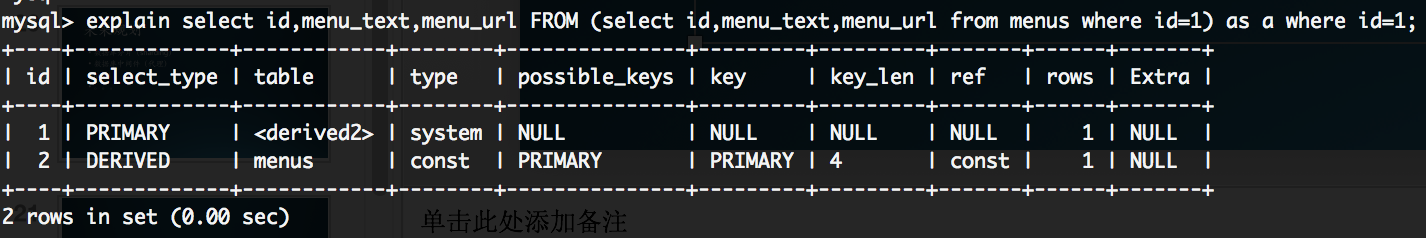 mysql> explain select id,menu_text,menu_url FROM (select id,menu_text,menu_url from menus where id=1) as a where id=1;
+----+-------------+------------+--------+---------------+---------+---------+-------+------+-------+
| id | select_type | table      | type   | possible_keys | key     | key_len | ref   | rows | Extra |
+----+-------------+------------+--------+---------------+---------+---------+-------+------+-------+
|  1 | PRIMARY     | <derived2> | system | NULL          | NULL    | NULL    | NULL  |    1 | NULL  |
|  2 | DERIVED     | menus      | const  | PRIMARY       | PRIMARY | 4       | const |    1 | NULL  |
+----+-------------+------------+--------+---------------+---------+---------+-------+------+-------+
2 rows in set (0.00 sec)
21
单击此处添加备注